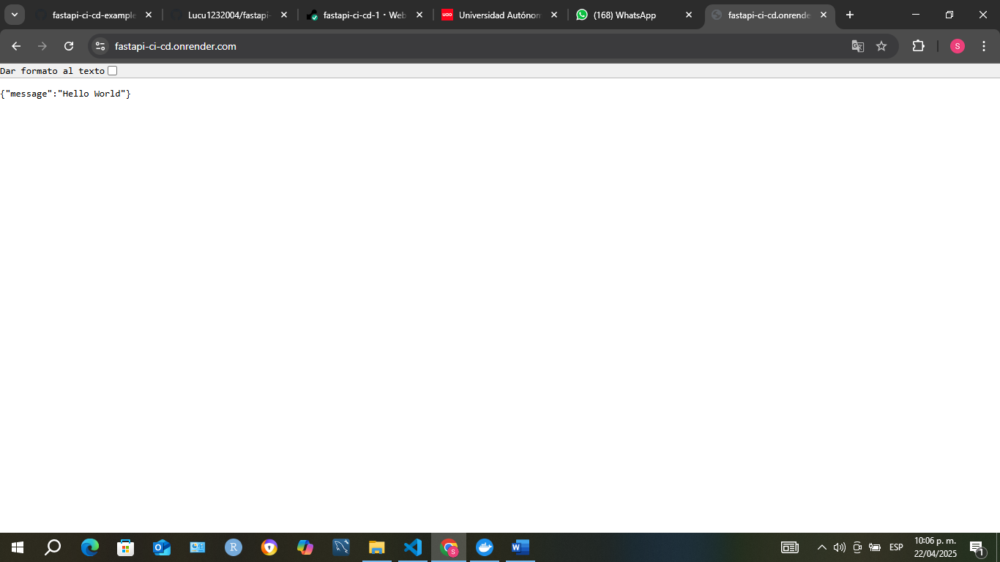 fastapi-ci-cd-example
Lucu1232004/fastapi-
fastapi-ci-cd-1 · Web
UAO Universidad Autónom
(168) WhatsApp
fastapi-ci-cd.onrende
fastapi-ci-cd.onrender.com
S
Dar formato al texto
{"message":"Hello World"}
R
S
W
ESP
10:06 p. m.
22/04/2025
1